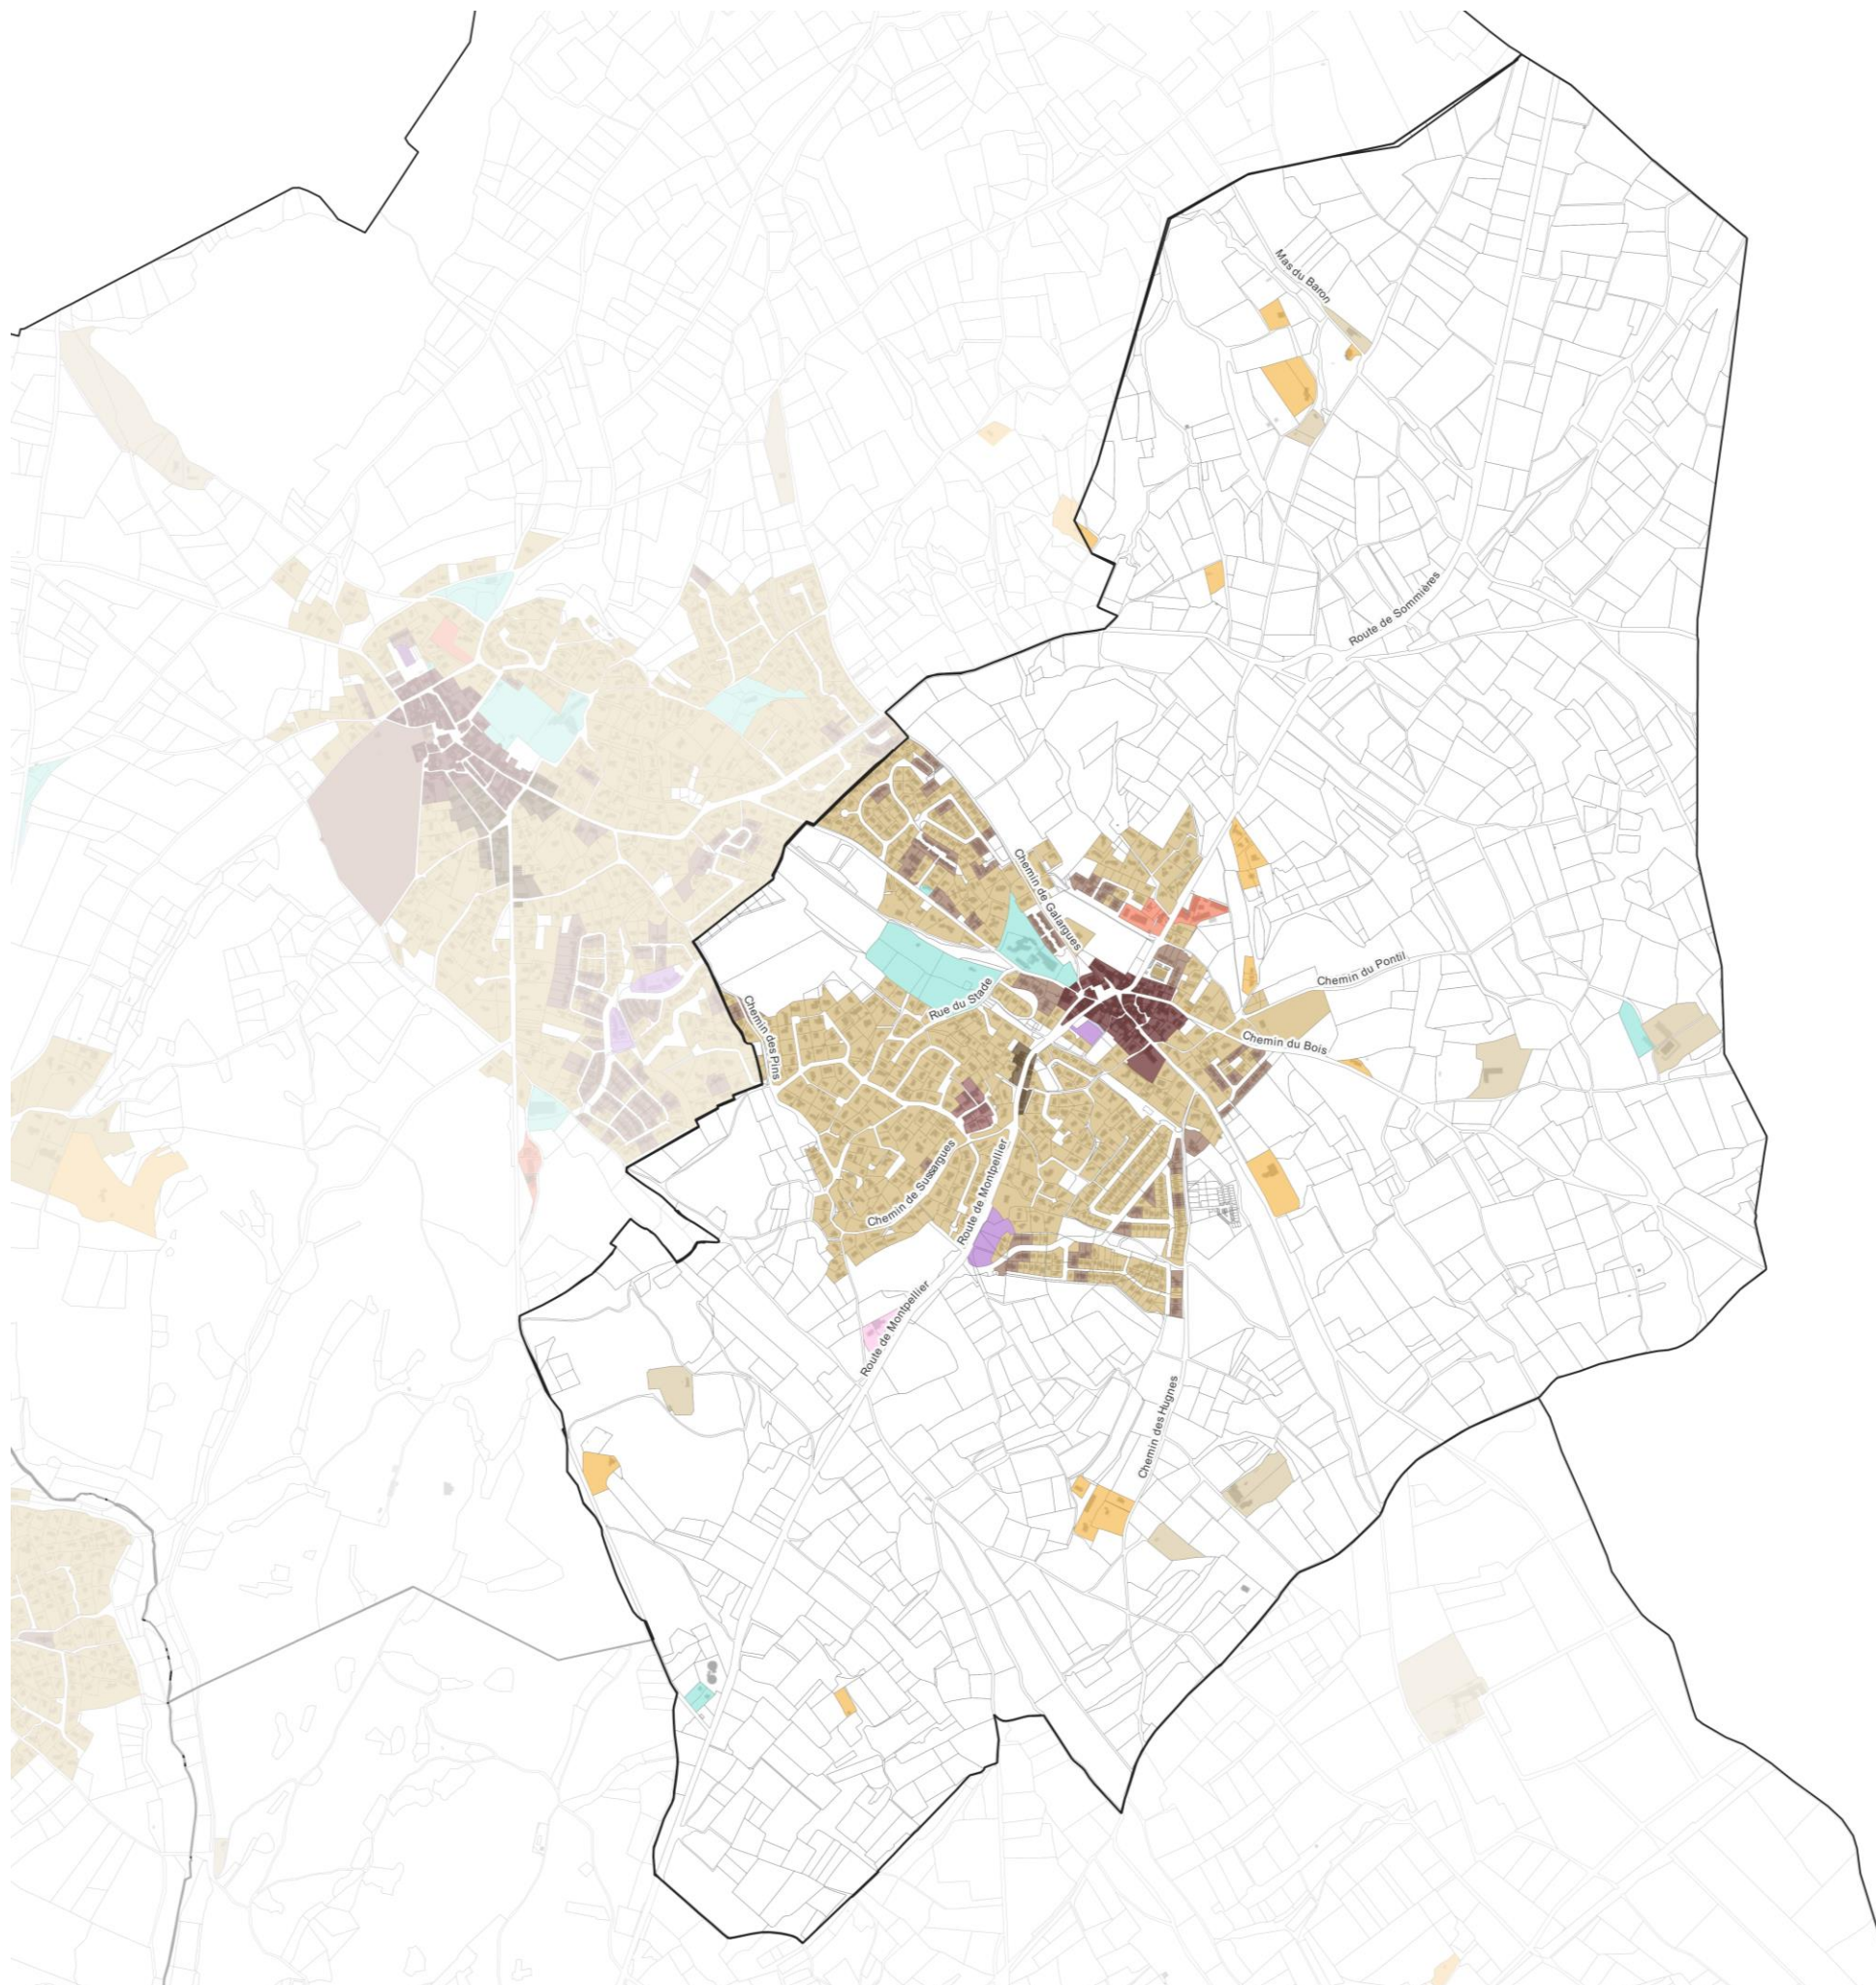 Mas du Baron
Route de Sommières
Chemin de Galargues
Chemin du Pontil
Rue du Stade
Chemin des Pins
Chemin du Bois
Chemin de Sussargues
Route de Montpellier
Route de Montpellier
Chemin des Hugnes